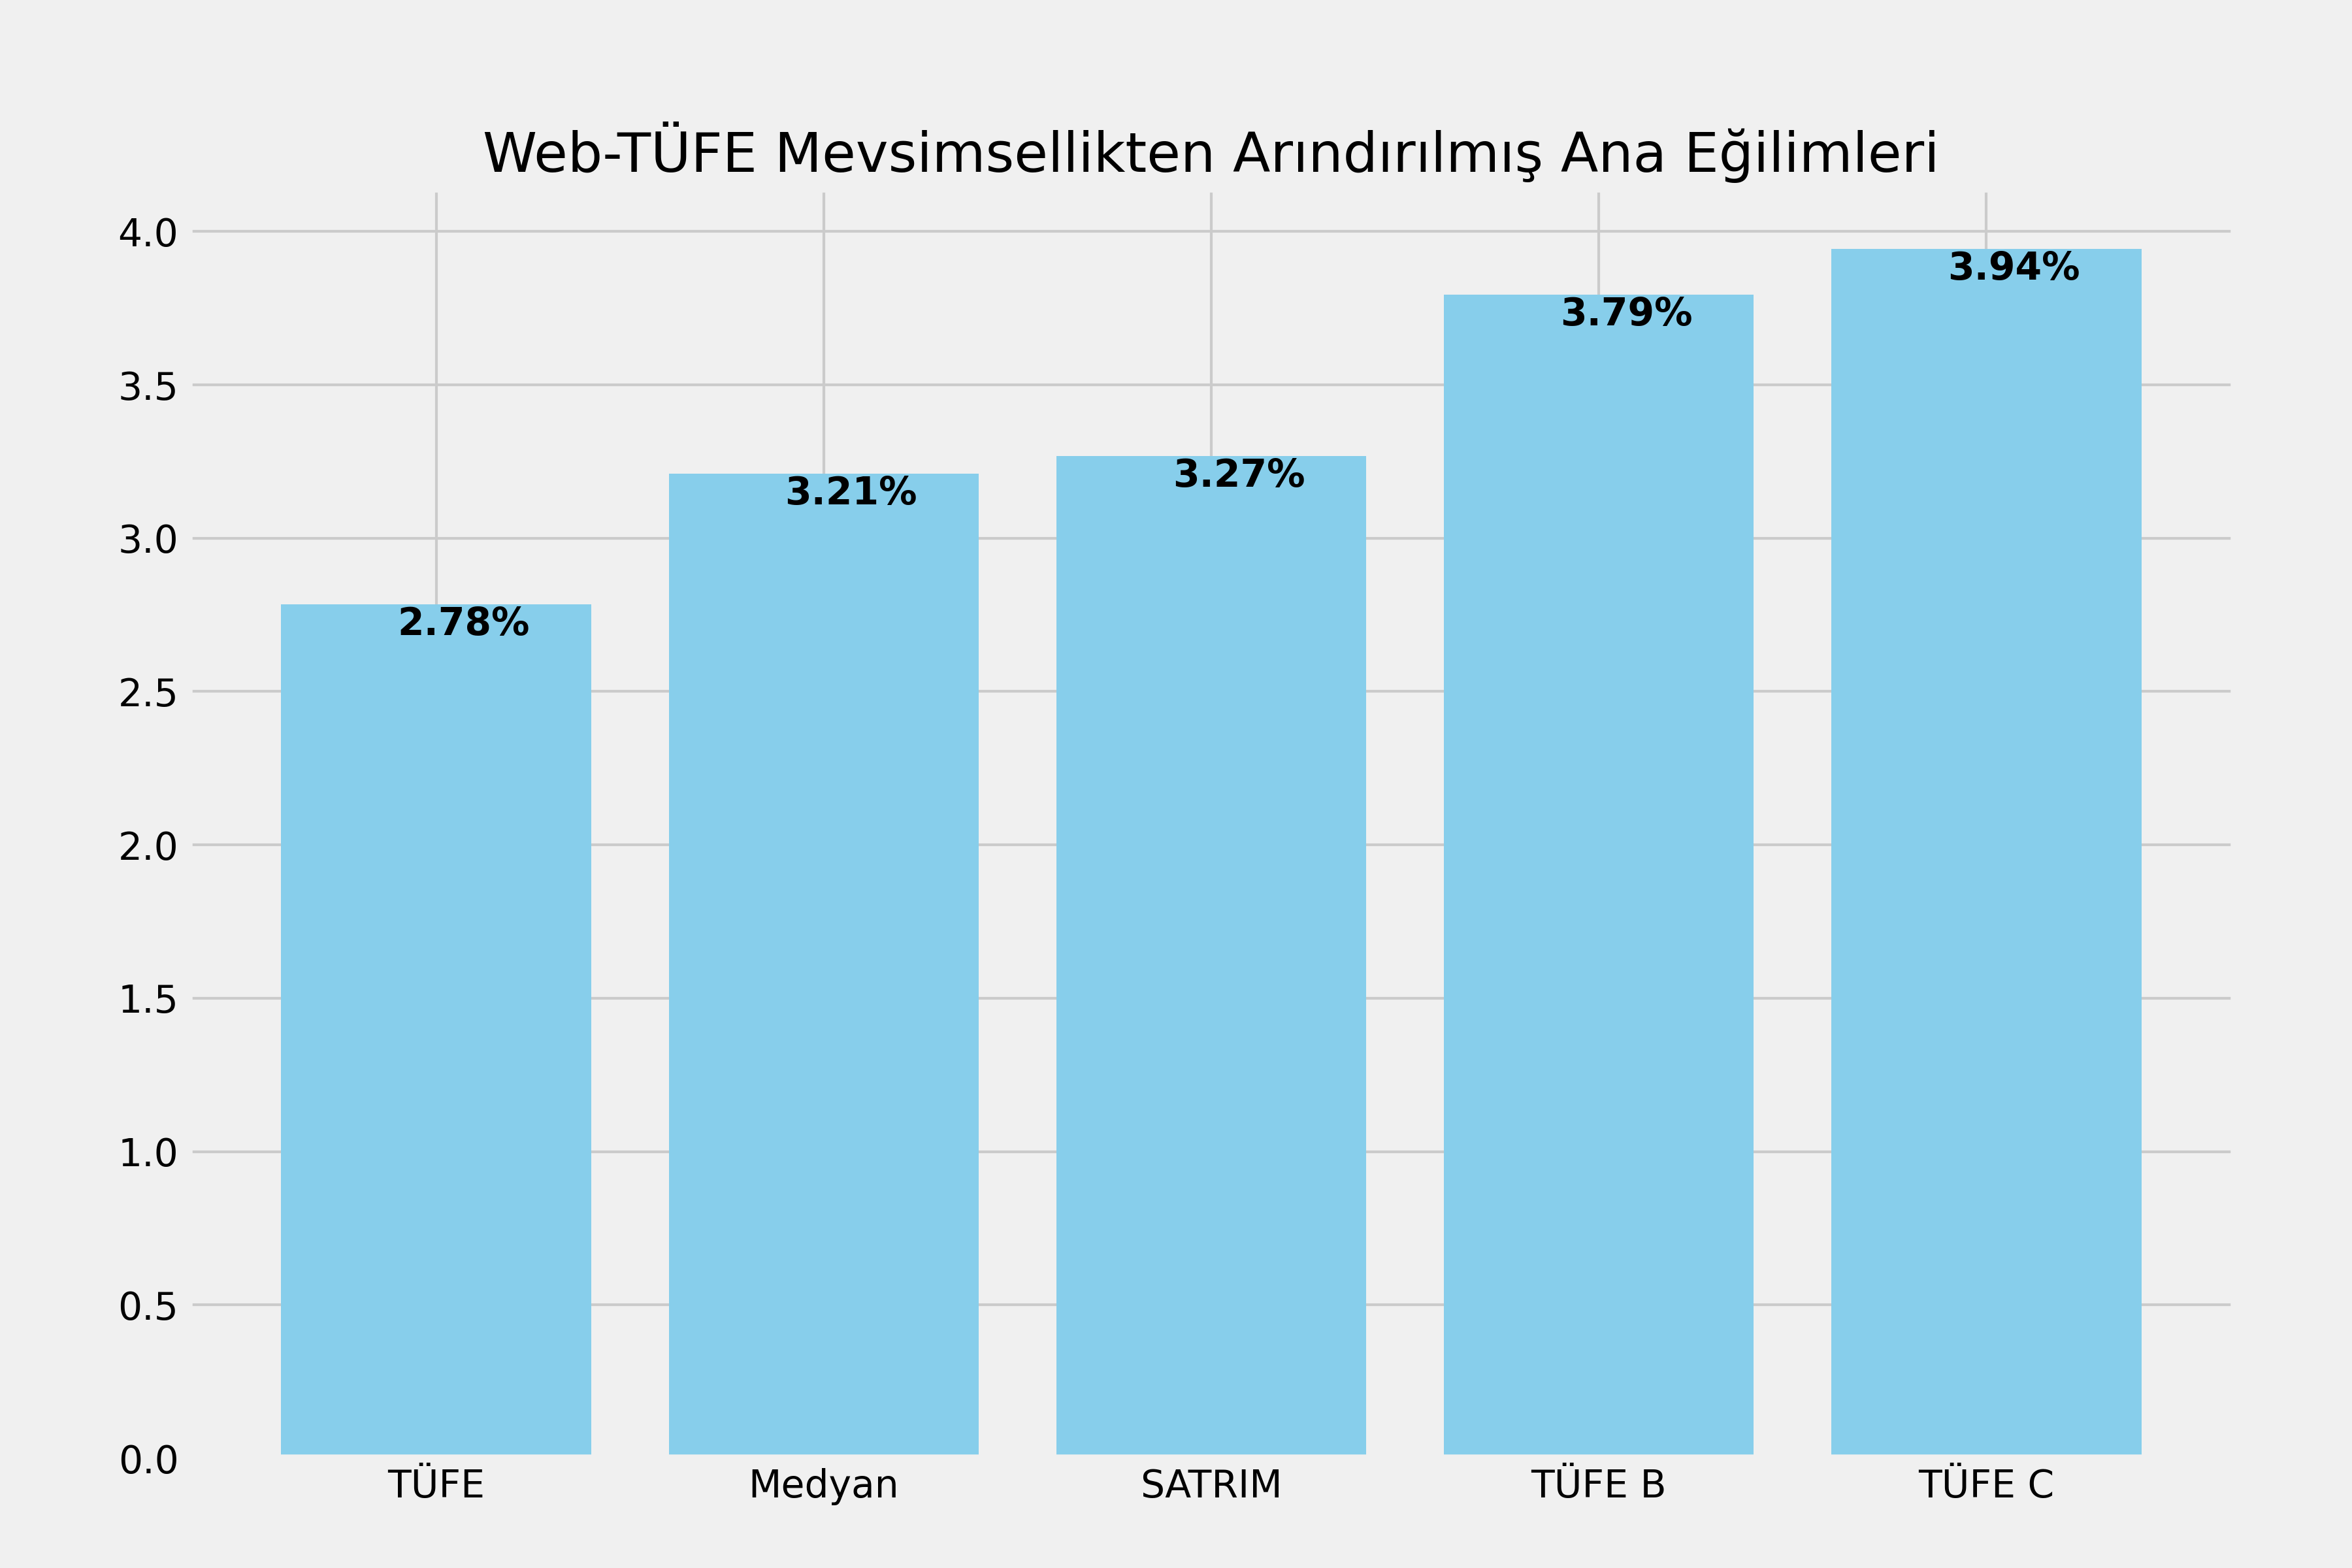 Web-TÜFE Mevsimsellikten Arındırılmış Ana Eğilimleri
4.0
3.5
3.0
2.5
2.0
1.5
1.0
0.5
0.0
2.78%
3.21%
3.27%
3.79%
3.94%
TÜFE
Medyan
SATRIM
TÜFE B
TÜFE C